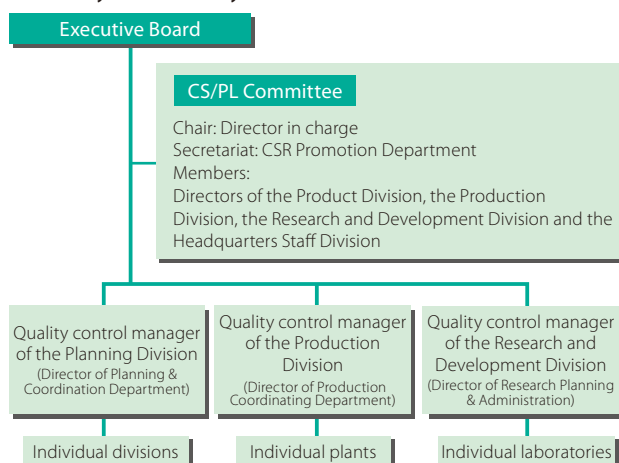 Executive Board
CS/PL Committee
Chair: Director in charge
Secretariat: CSR Promotion Department
Members:
Directors of the Product Division, the Production
Division, the Research and Development Division and the
Headquarters Staff Division
Quality control manager
of the Planning Division
(Director of Planning &
Coordination Department)
Quality control manager
of the Production
Division
(Director of Production
Coordinating Department)
Quality control manager
of the Research and
Development Division
(Director of Research Planning
& Administration)
Individual divisions
Individual plants
Individual laboratories